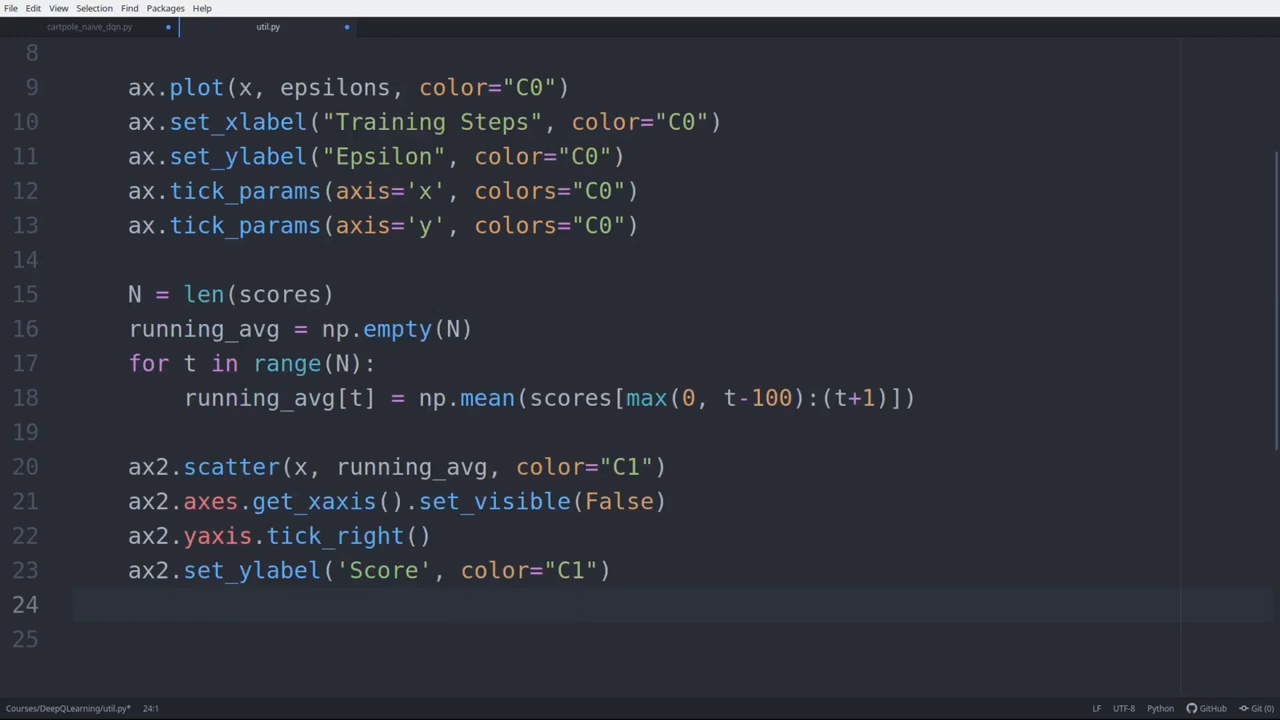 File Edit View Selection Find Packages Help
cartpole_naive_dqn.py util.py
8
9 ax.plot(x, epsilons, color="C0")
10 ax.set_xlabel("Training Steps", color="C0")
11 ax.set_ylabel("Epsilon", color="C0")
12 ax.tick_params(axis='x', colors="C0")
13 ax.tick_params(axis='y', colors="C0")
14
15 N = len(scores)
16 running_avg = np.empty(N)
17 for t in range(N):
18 running_avg[t] = np.mean(scores[max(0, t-100):(t+1)])
19
20 ax2.scatter(x, running_avg, color="C1")
21 ax2.axes.get_xaxis().set_visible(False)
22 ax2.yaxis.tick_right()
23 ax2.set_ylabel('Score', color="C1")
24
25
Courses/DeepQLearning/util.py* 24:1 LF UTF-8 Python GitHub Git (0)